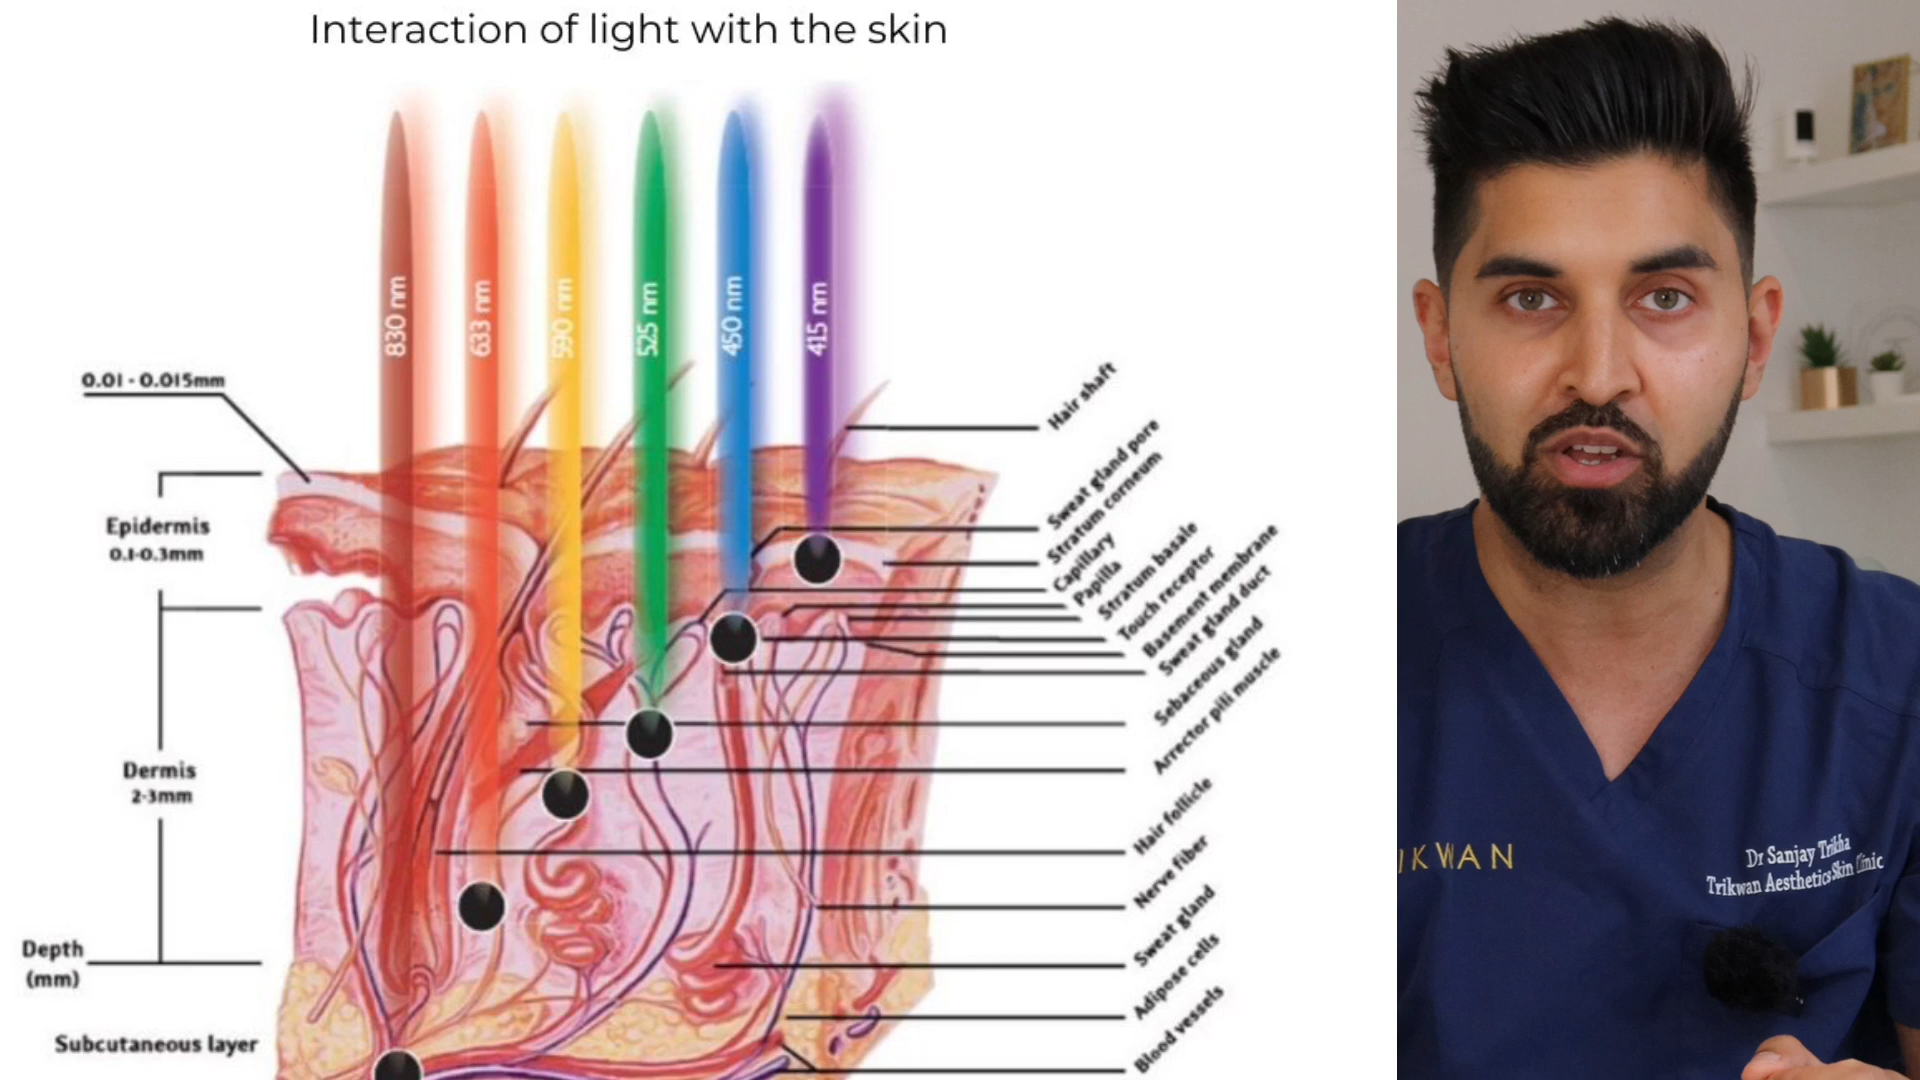 Interaction of light with the skin
830 nm
633 nm
590 nm
525 nm
450 nm
415 nm
0.01 - 0.015mm
Epidermis
0.1-0.3mm
Dermis
2-3mm
Depth
(mm)
Subcutaneous layer
Hair shaft
Sweat gland pore
Stratum corneum
Capillary
Papilla
Stratum basale
Touch receptor
Basement membrane
Sweat gland duct
Sebaceous gland
Arrector pili muscle
Hair follicle
Nerve fiber
Sweat gland
Adipose cells
Blood vessels
IKWAN
Dr Sanjay Trikha
Trikwan Aesthetics Skin Clinic